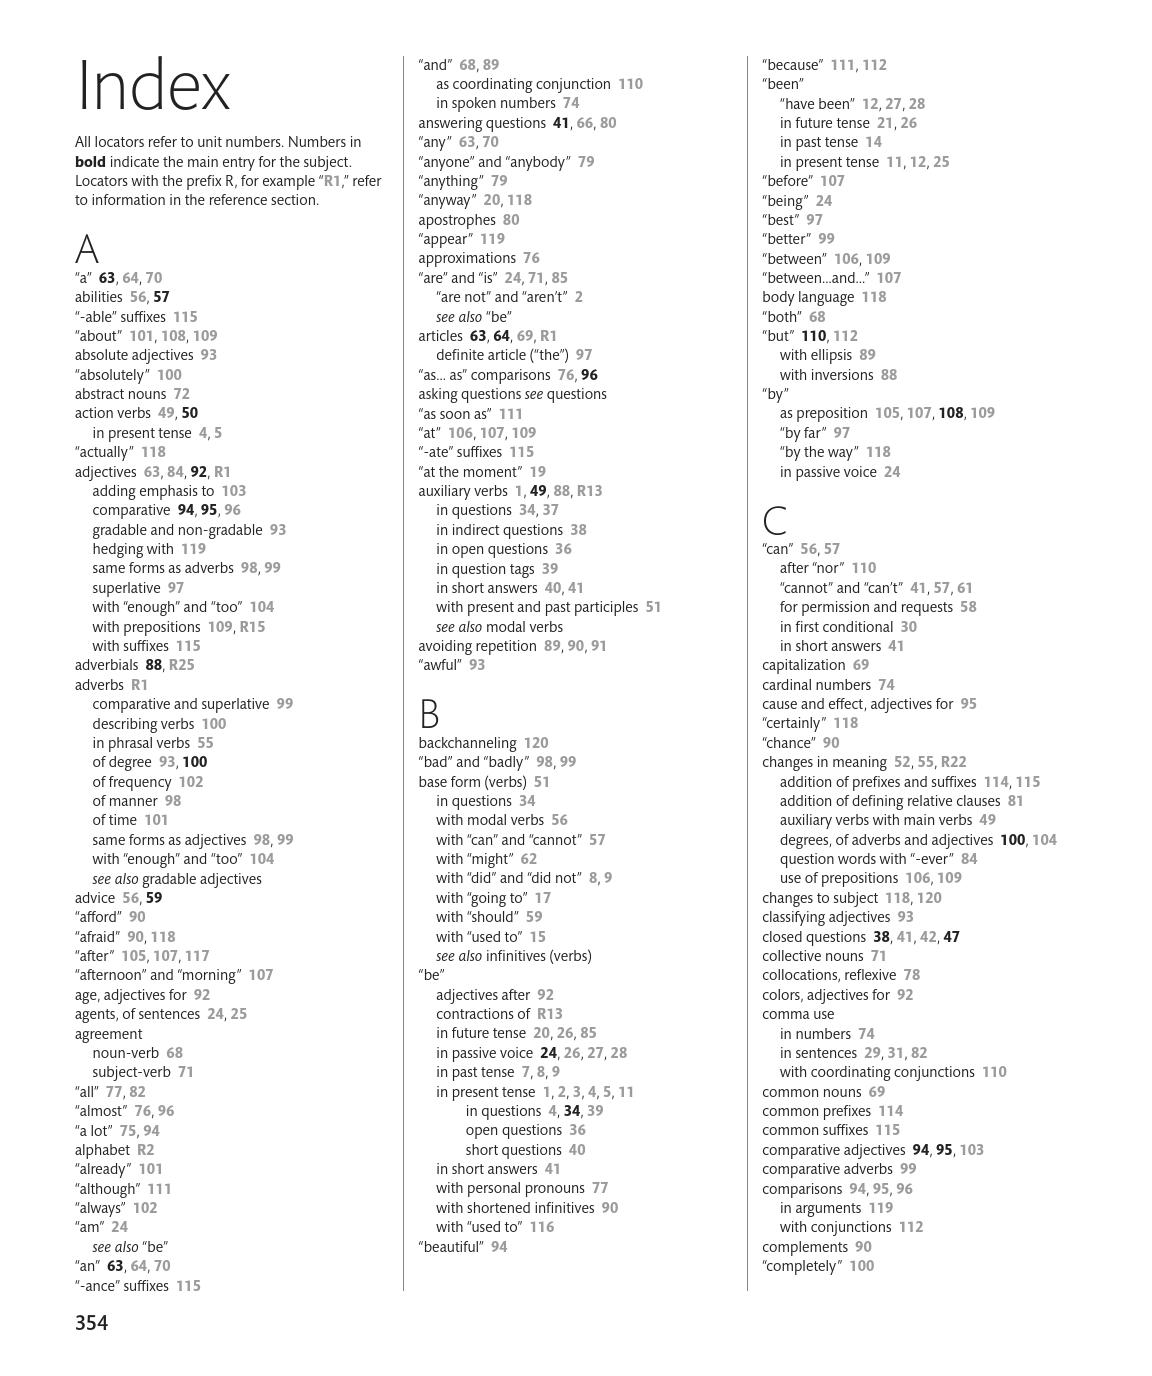 Index
All locators refer to unit numbers. Numbers in
bold indicate the main entry for the subject.
Locators with the prefix R, for example “R1,” refer
to information in the reference section.
A
“a” 63, 64, 70
abilities 56, 57
“-able” suffixes 115
“about” 101, 108, 109
absolute adjectives 93
“absolutely” 100
abstract nouns 72
action verbs 49, 50
in present tense 4, 5
“actually” 118
adjectives 63, 84, 92, R1
adding emphasis to 103
comparative 94, 95, 96
gradable and non-gradable 93
hedging with 119
same forms as adverbs 98, 99
superlative 97
with “enough” and “too” 104
with prepositions 109, R15
with suffixes 115
adverbials 88, R25
adverbs R1
comparative and superlative 99
describing verbs 100
in phrasal verbs 55
of degree 93, 100
of frequency 102
of manner 98
of time 101
same forms as adjectives 98, 99
with “enough” and “too” 104
see also gradable adjectives
advice 56, 59
“afford” 90
“afraid” 90, 118
“after” 105, 107, 117
“afternoon” and “morning” 107
age, adjectives for 92
agents, of sentences 24, 25
agreement
noun-verb 68
subject-verb 71
“all” 77, 82
“almost” 76, 96
“a lot” 75, 94
alphabet R2
“already” 101
“although” 111
“always” 102
“am” 24
see also “be”
“an” 63, 64, 70
“-ance” suffixes 115
“and” 68, 89
as coordinating conjunction 110
in spoken numbers 74
answering questions 41, 66, 80
“any” 63, 70
“anyone” and “anybody” 79
“anything” 79
“anyway” 20, 118
apostrophes 80
“appear” 119
approximations 76
“are” and “is” 24, 71, 85
“are not” and “aren’t” 2
see also “be”
articles 63, 64, 69, R1
definite article (“the”) 97
“as... as” comparisons 76, 96
asking questions see questions
“as soon as” 111
“at” 106, 107, 109
“-ate” suffixes 115
“at the moment” 19
auxiliary verbs 1, 49, 88, R13
in questions 34, 37
in indirect questions 38
in open questions 36
in question tags 39
in short answers 40, 41
with present and past participles 51
see also modal verbs
avoiding repetition 89, 90, 91
“awful” 93
B
backchanneling 120
“bad” and “badly” 98, 99
base form (verbs) 51
in questions 34
with modal verbs 56
with “can” and “cannot” 57
with “might” 62
with “did” and “did not” 8, 9
with “going to” 17
with “should” 59
with “used to” 15
see also infinitives (verbs)
“be”
adjectives after 92
contractions of R13
in future tense 20, 26, 85
in passive voice 24, 26, 27, 28
in past tense 7, 8, 9
in present tense 1, 2, 3, 4, 5, 11
in questions 4, 34, 39
open questions 36
short questions 40
in short answers 41
with personal pronouns 77
with shortened infinitives 90
with “used to” 116
“beautiful” 94
“because” 111, 112
“been”
“have been” 12, 27, 28
in future tense 21, 26
in past tense 14
in present tense 11, 12, 25
“before” 107
“being” 24
“best” 97
“better” 99
“between” 106, 109
“between...and...” 107
body language 118
“both” 68
“but” 110, 112
with ellipsis 89
with inversions 88
“by”
as preposition 105, 107, 108, 109
“by far” 97
“by the way” 118
in passive voice 24
C
“can” 56, 57
after “nor” 110
“cannot” and “can’t” 41, 57, 61
for permission and requests 58
in first conditional 30
in short answers 41
capitalization 69
cardinal numbers 74
cause and effect, adjectives for 95
“certainly” 118
“chance” 90
changes in meaning 52, 55, R22
addition of prefixes and suffixes 114, 115
addition of defining relative clauses 81
auxiliary verbs with main verbs 49
degrees, of adverbs and adjectives 100, 104
question words with “-ever” 84
use of prepositions 106, 109
changes to subject 118, 120
classifying adjectives 93
closed questions 38, 41, 42, 47
collective nouns 71
collocations, reflexive 78
colors, adjectives for 92
comma use
in numbers 74
in sentences 29, 31, 82
with coordinating conjunctions 110
common nouns 69
common prefixes 114
common suffixes 115
comparative adjectives 94, 95, 103
comparative adverbs 99
comparisons 94, 95, 96
in arguments 119
with conjunctions 112
complements 90
“completely” 100
354